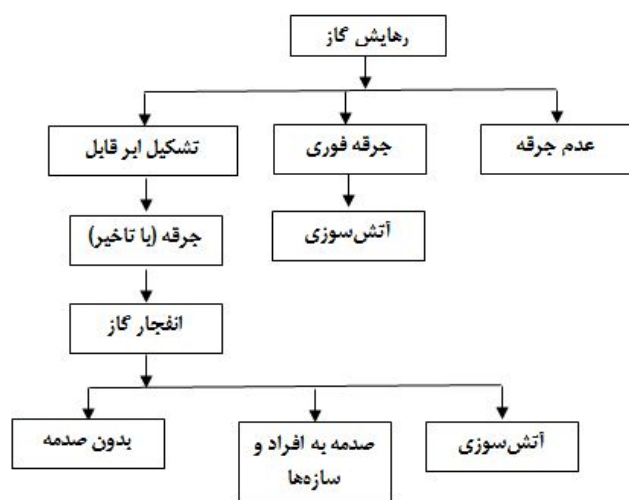 رهایش گاز
عدم جرقه
جرقه فوری
تشکیل ابر قابل
آتش‌سوزی
جرقه (با تاخیر)
انفجار گاز
آتش‌سوزی
صدمه به افراد و
سازه‌ها
بدون صدمه